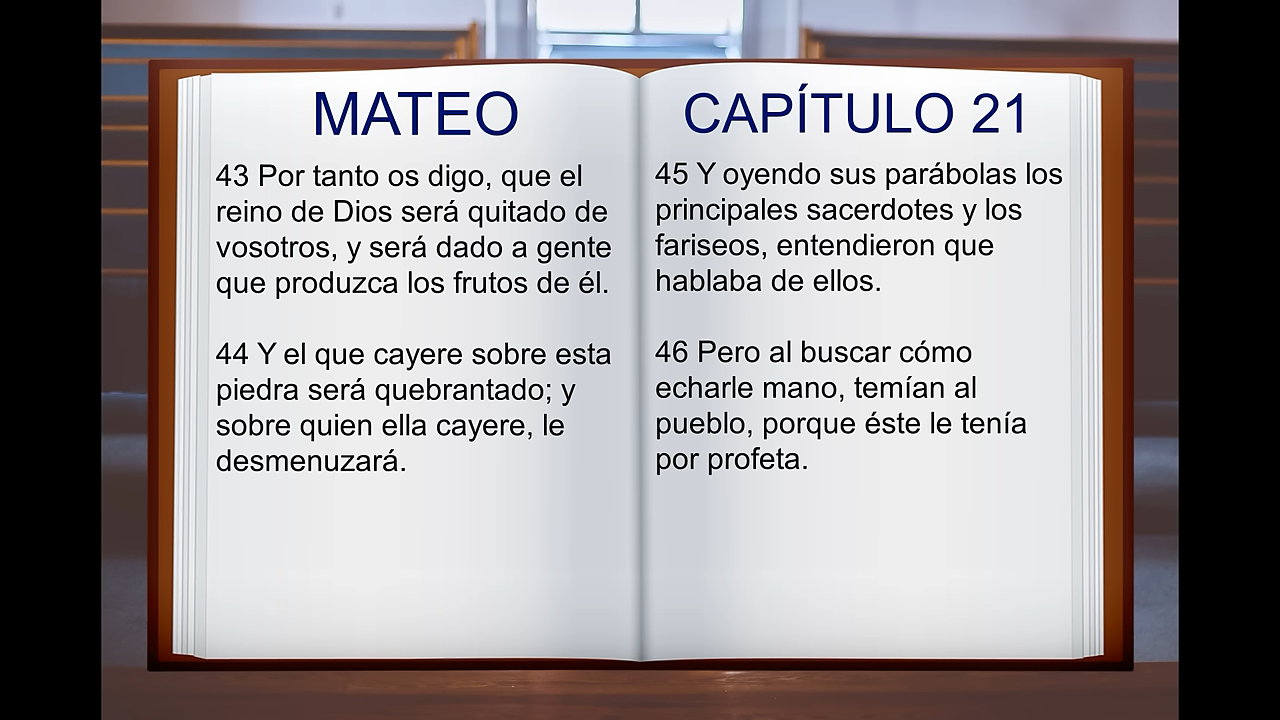 MATEO
43 Por tanto os digo, que el
reino de Dios será quitado de
vosotros, y será dado a gente
que produzca los frutos de él.
44 Y el que cayere sobre esta
piedra será quebrantado; y
sobre quien ella cayere, le
desmenuzará.
CAPÍTULO 21
45 Y oyendo sus parábolas los
principales sacerdotes y los
fariseos, entendieron que
hablaba de ellos.
46 Pero al buscar cómo
echarle mano, temían al
pueblo, porque éste le tenía
por profeta.